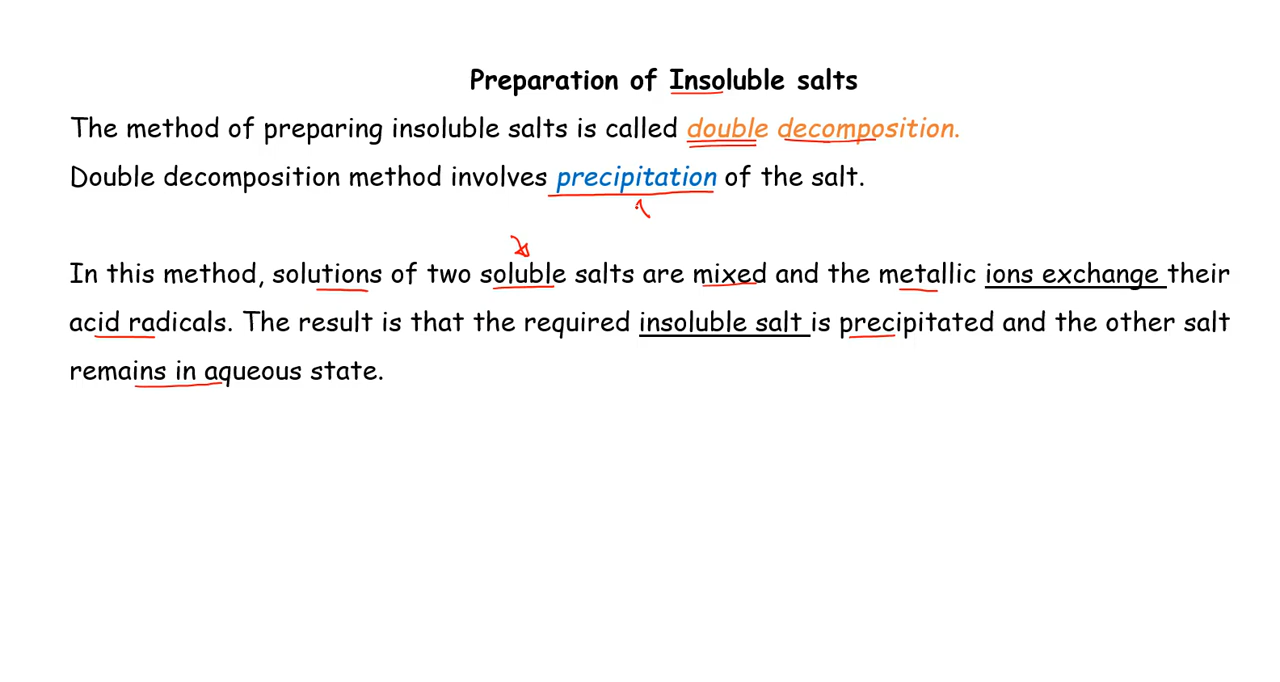 Preparation of Insoluble salts
The method of preparing insoluble salts is called double decomposition.
Double decomposition method involves precipitation of the salt.
In this method, solutions of two soluble salts are mixed and the metallic ions exchange their
acid radicals. The result is that the required insoluble salt is precipitated and the other salt
remains in aqueous state.